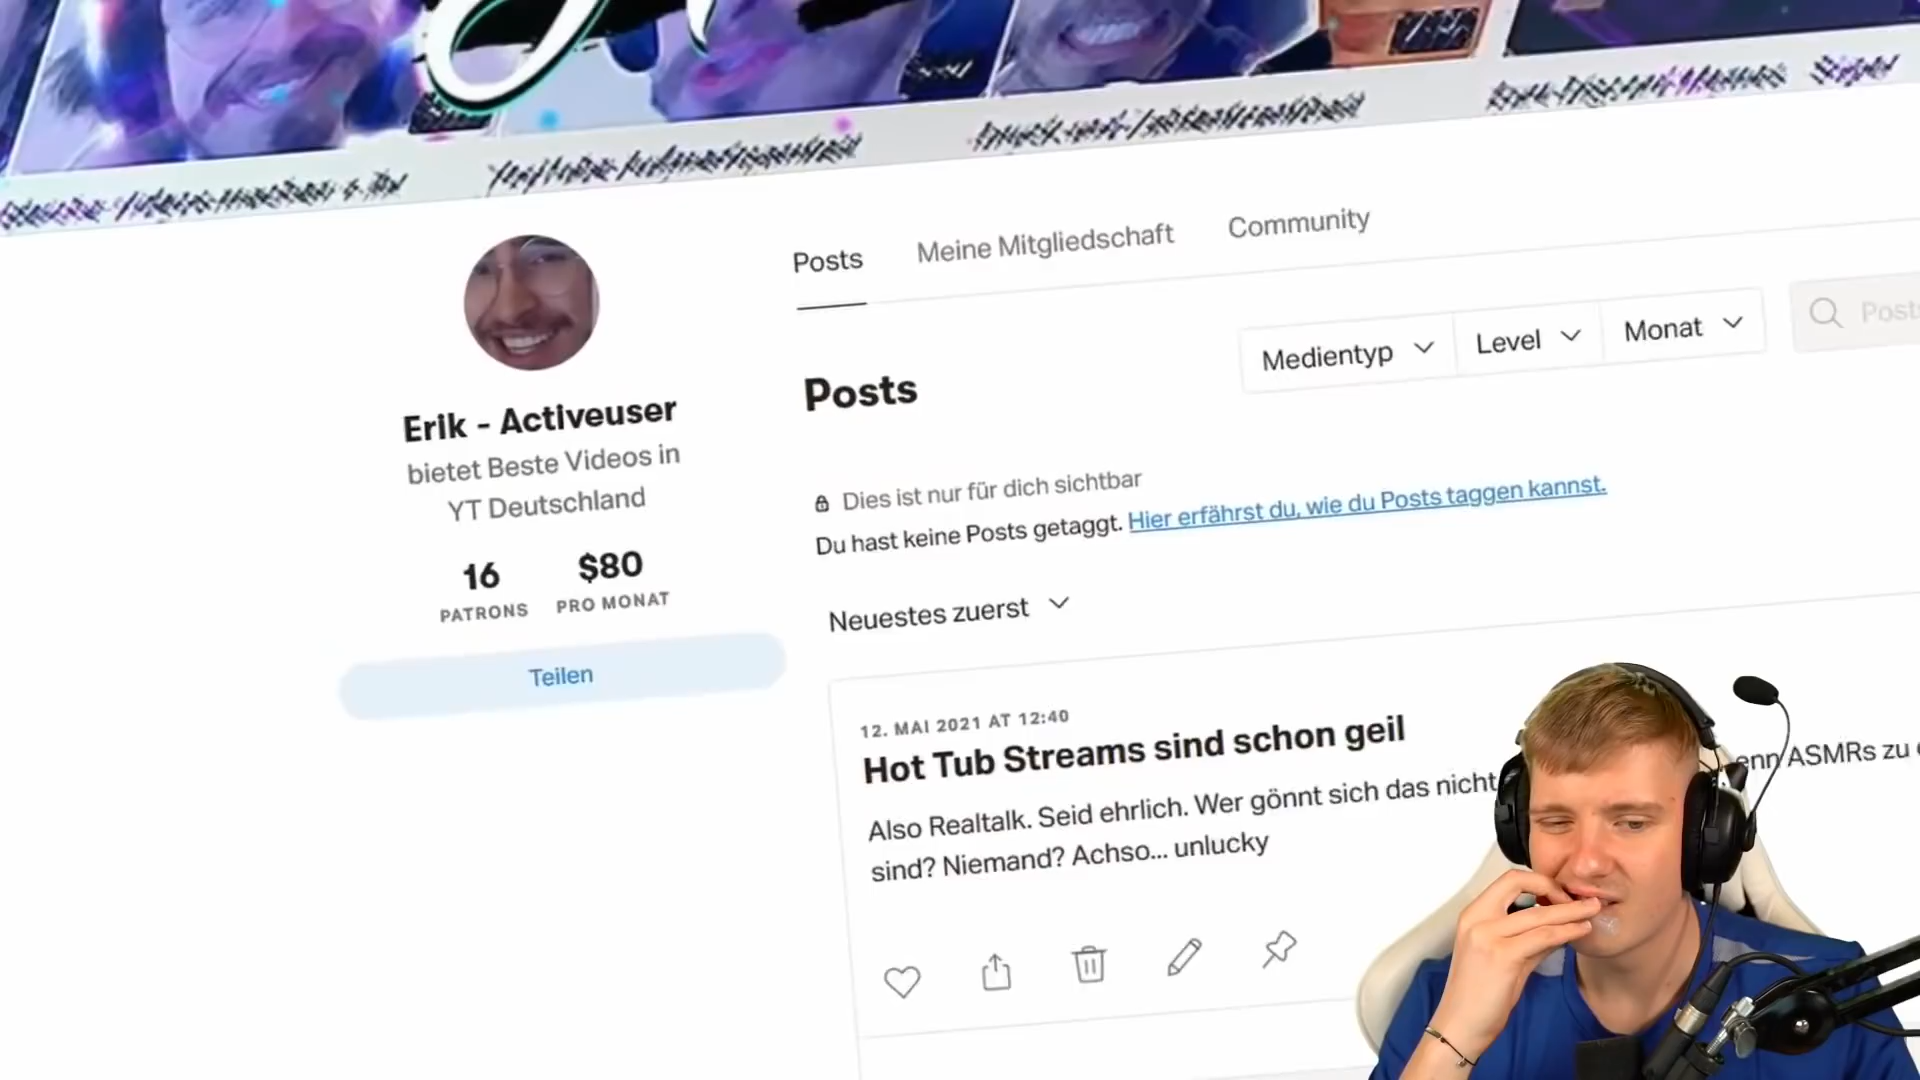 Posts
Meine Mitgliedschaft
Community
Erik - Activeuser
bietet Beste Videos in
YT Deutschland
16
PATRONS
$80
PRO MONAT
Teilen
Posts
Medientyp
Level
Monat
Posts
Dies ist nur für dich sichtbar
Du hast keine Posts getaggt. Hier erfährst du, wie du Posts taggen kannst.
Neuestes zuerst
12. MAI 2021 AT 12:40
Hot Tub Streams sind schon geil
Also Realtalk. Seid ehrlich. Wer gönnt sich das nicht ASMRs zu
sind? Niemand? Achso... unlucky